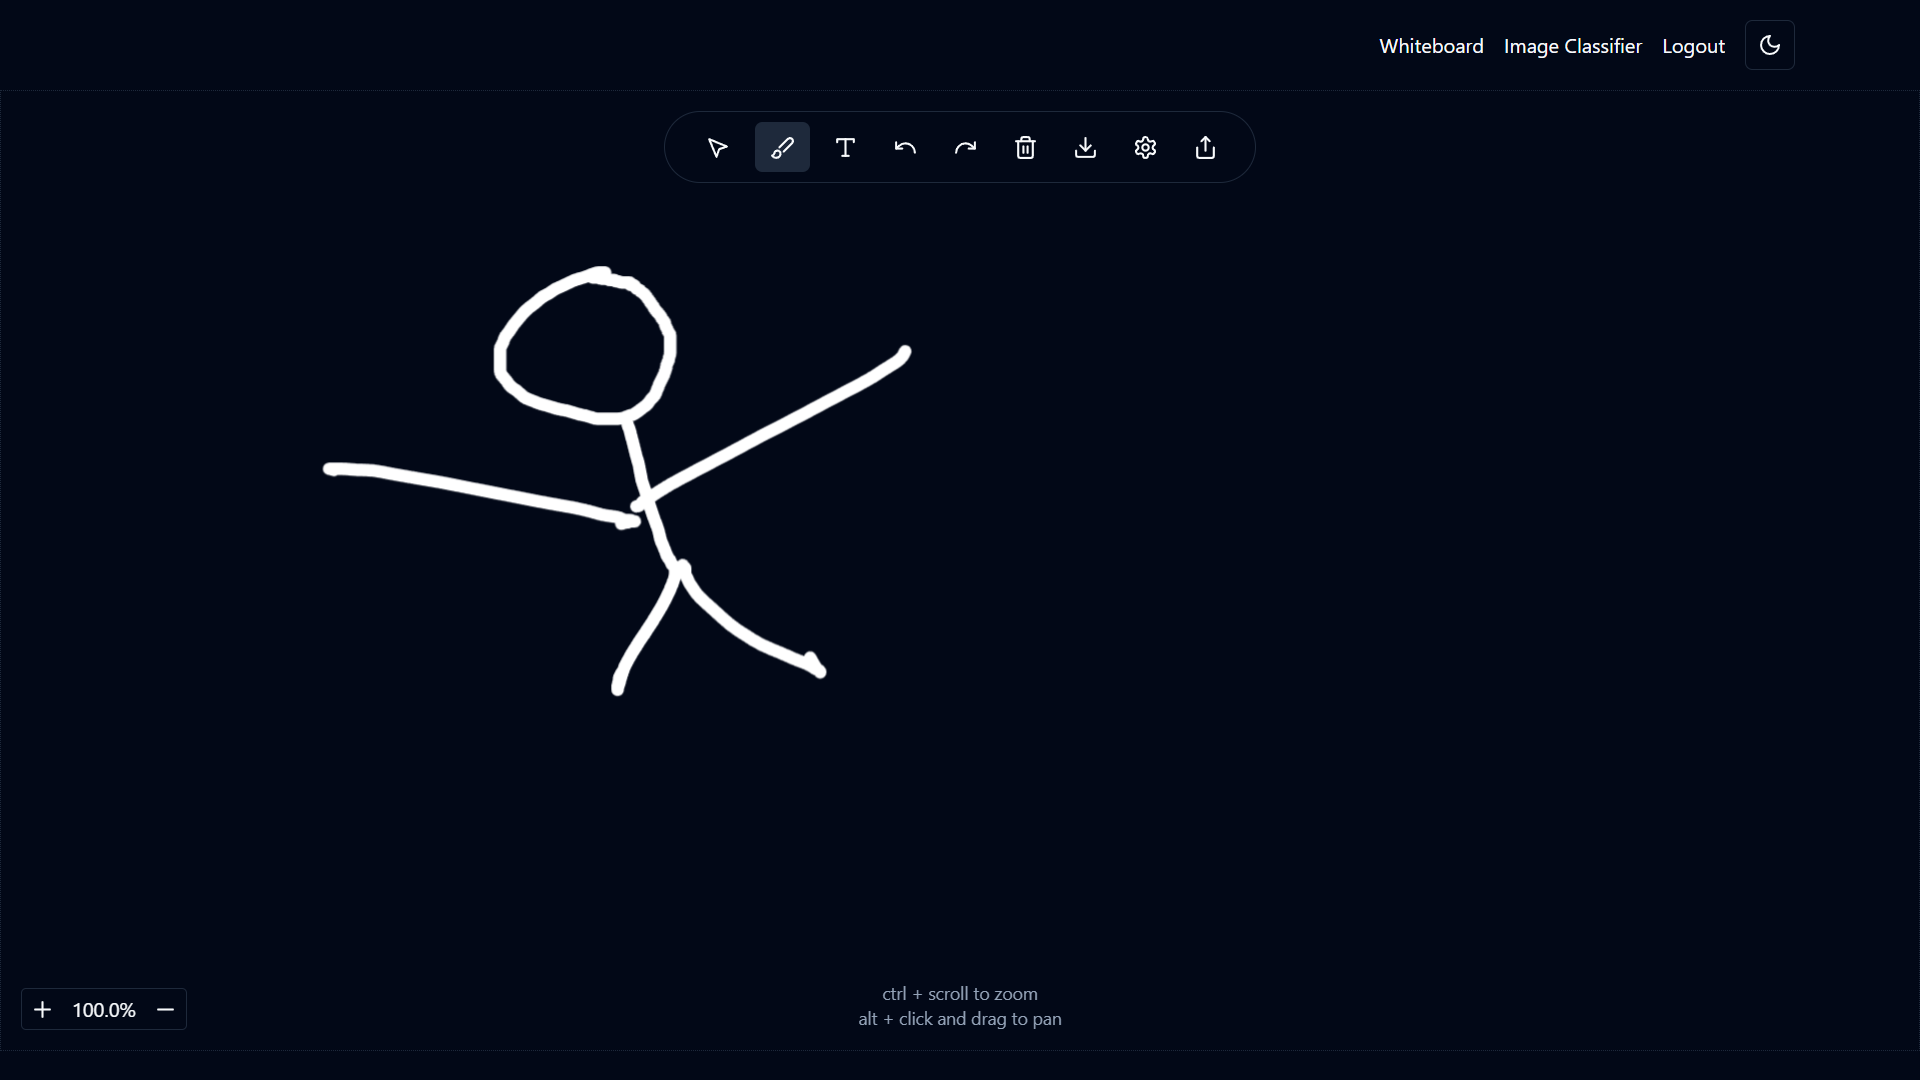 Whiteboard Image Classifier Logout
100.0%
ctrl + scroll to zoom
alt + click and drag to pan